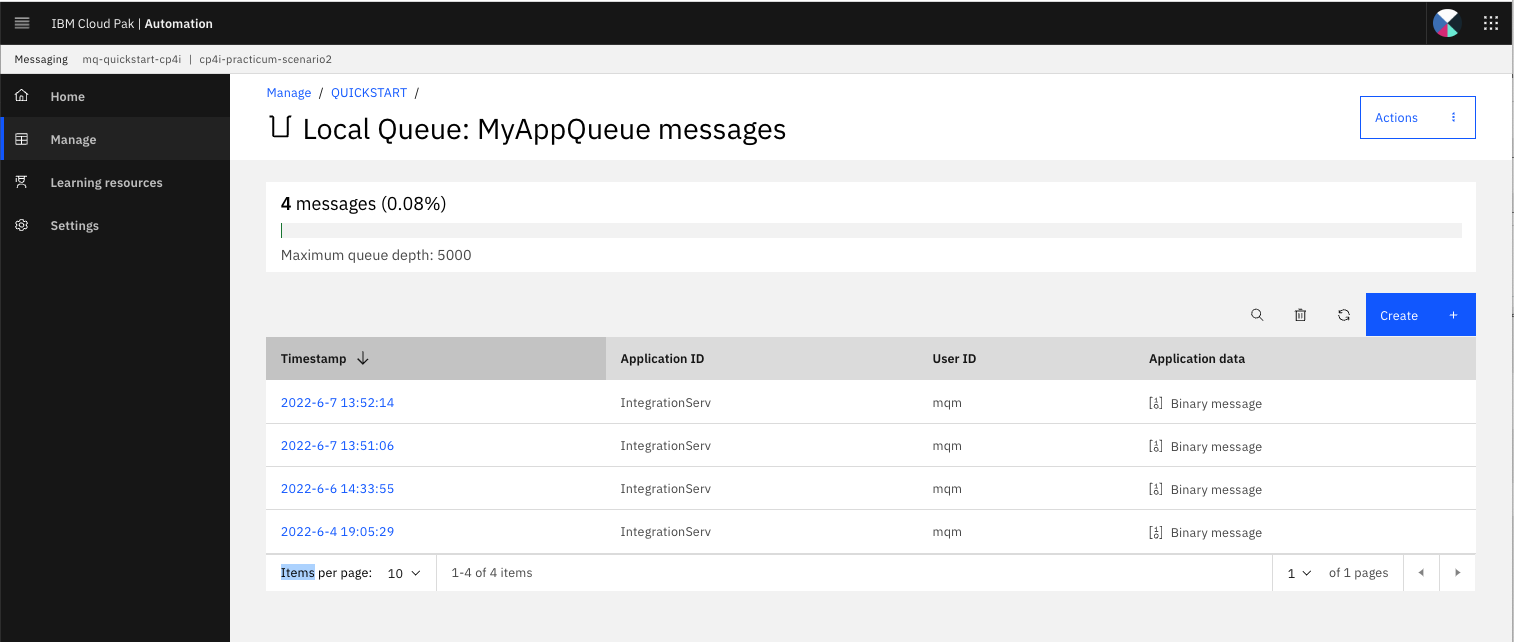 IBM Cloud Pak | Automation
Messaging mq-quickstart-cp4i | cp4i-practicum-scenario2
Home
Manage
Learning resources
Settings
Manage / QUICKSTART /
Local Queue: MyAppQueue messages
Actions
4 messages (0.08%)
Maximum queue depth: 5000
Create +
Timestamp Application ID User ID Application data
2022-6-7 13:52:14 IntegrationServ mqm Binary message
2022-6-7 13:51:06 IntegrationServ mqm Binary message
2022-6-6 14:33:55 IntegrationServ mqm Binary message
2022-6-4 19:05:29 IntegrationServ mqm Binary message
Items per page: 10 1-4 of 4 items 1 of 1 pages